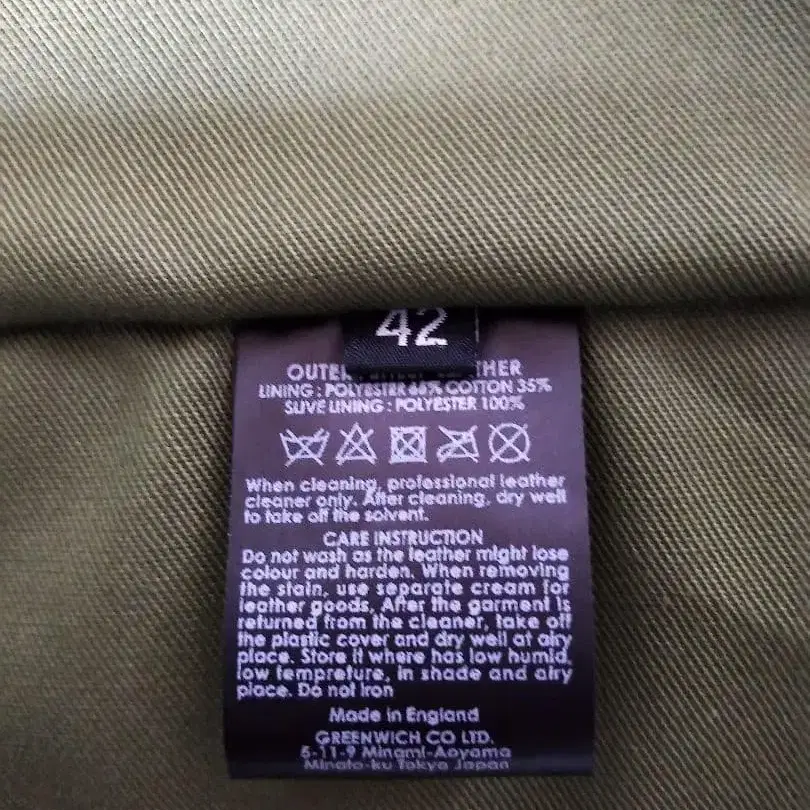 42
OUTER THER
LINING : POLYESTER 65% COTTON 35%
SLIVE LINING : POLYESTER 100%
When cleaning, professional leather
cleaner only. After cleaning, dry well
to take off the solvent.
CARE INSTRUCTION
Do not wash as the leather might lose
colour and harden. When removing
the stain, use separate cream for
leather goods. After the garment is
returned from the cleaner, take off
the plastic cover and dry well at airy
place. Store it where has low humid,
low tempreture, in shade and airy
place. Do not iron
Made in England
GREENWICH CO LTD.
5-11-9 Minami-Aoyama
Minato-ku Tokyo Japan